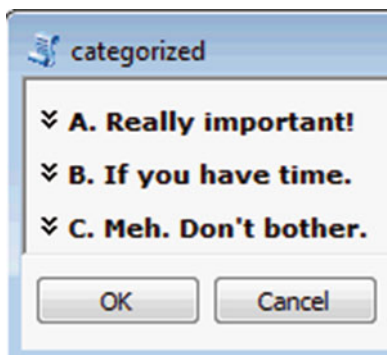 categorized
A. Really important!
B. If you have time.
C. Meh. Don't bother.
OK Cancel